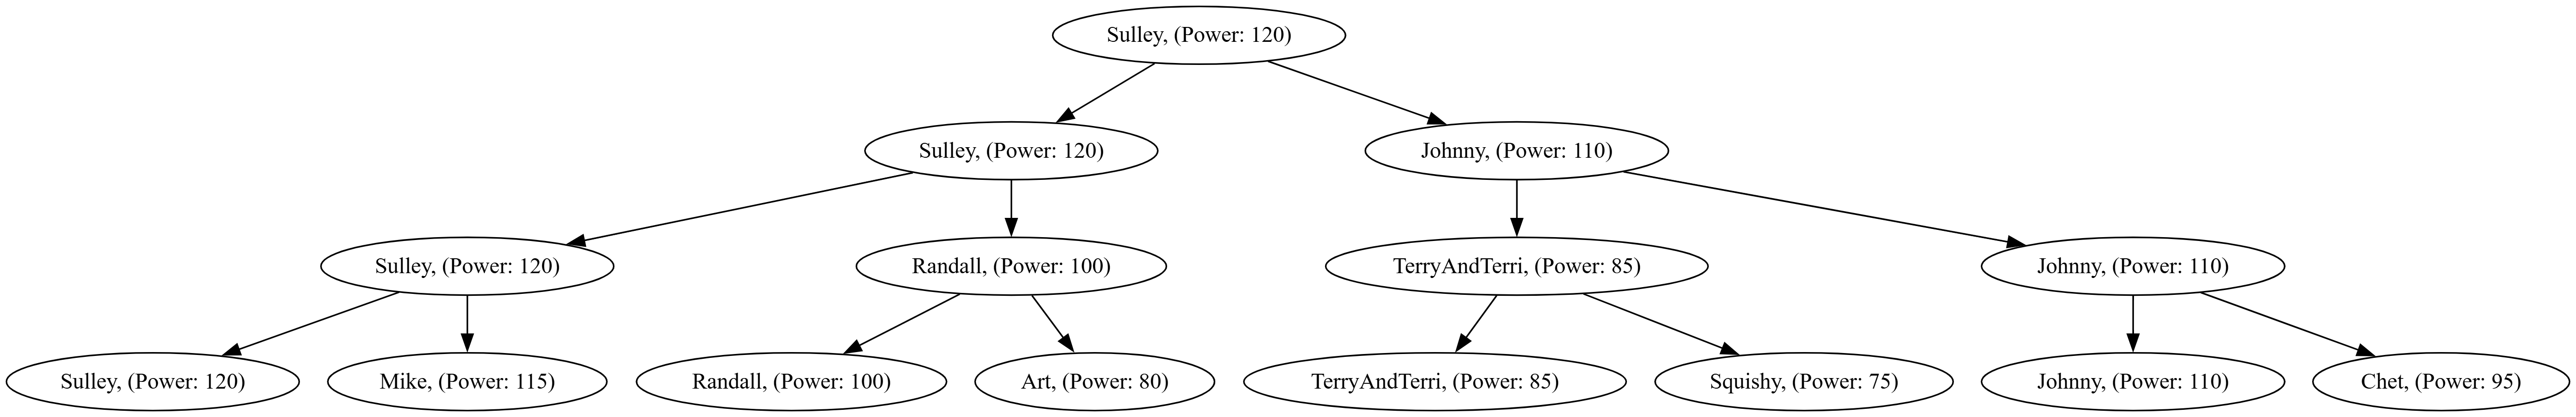 Sulley, (Power: 120)
Sulley, (Power: 120)
Johnny, (Power: 110)
Sulley, (Power: 120)
Randall, (Power: 100)
TerryAndTerri, (Power: 85)
Johnny, (Power: 110)
Sulley, (Power: 120)
Mike, (Power: 115)
Randall, (Power: 100)
Art, (Power: 80)
TerryAndTerri, (Power: 85)
Squishy, (Power: 75)
Johnny, (Power: 110)
Chet, (Power: 95)